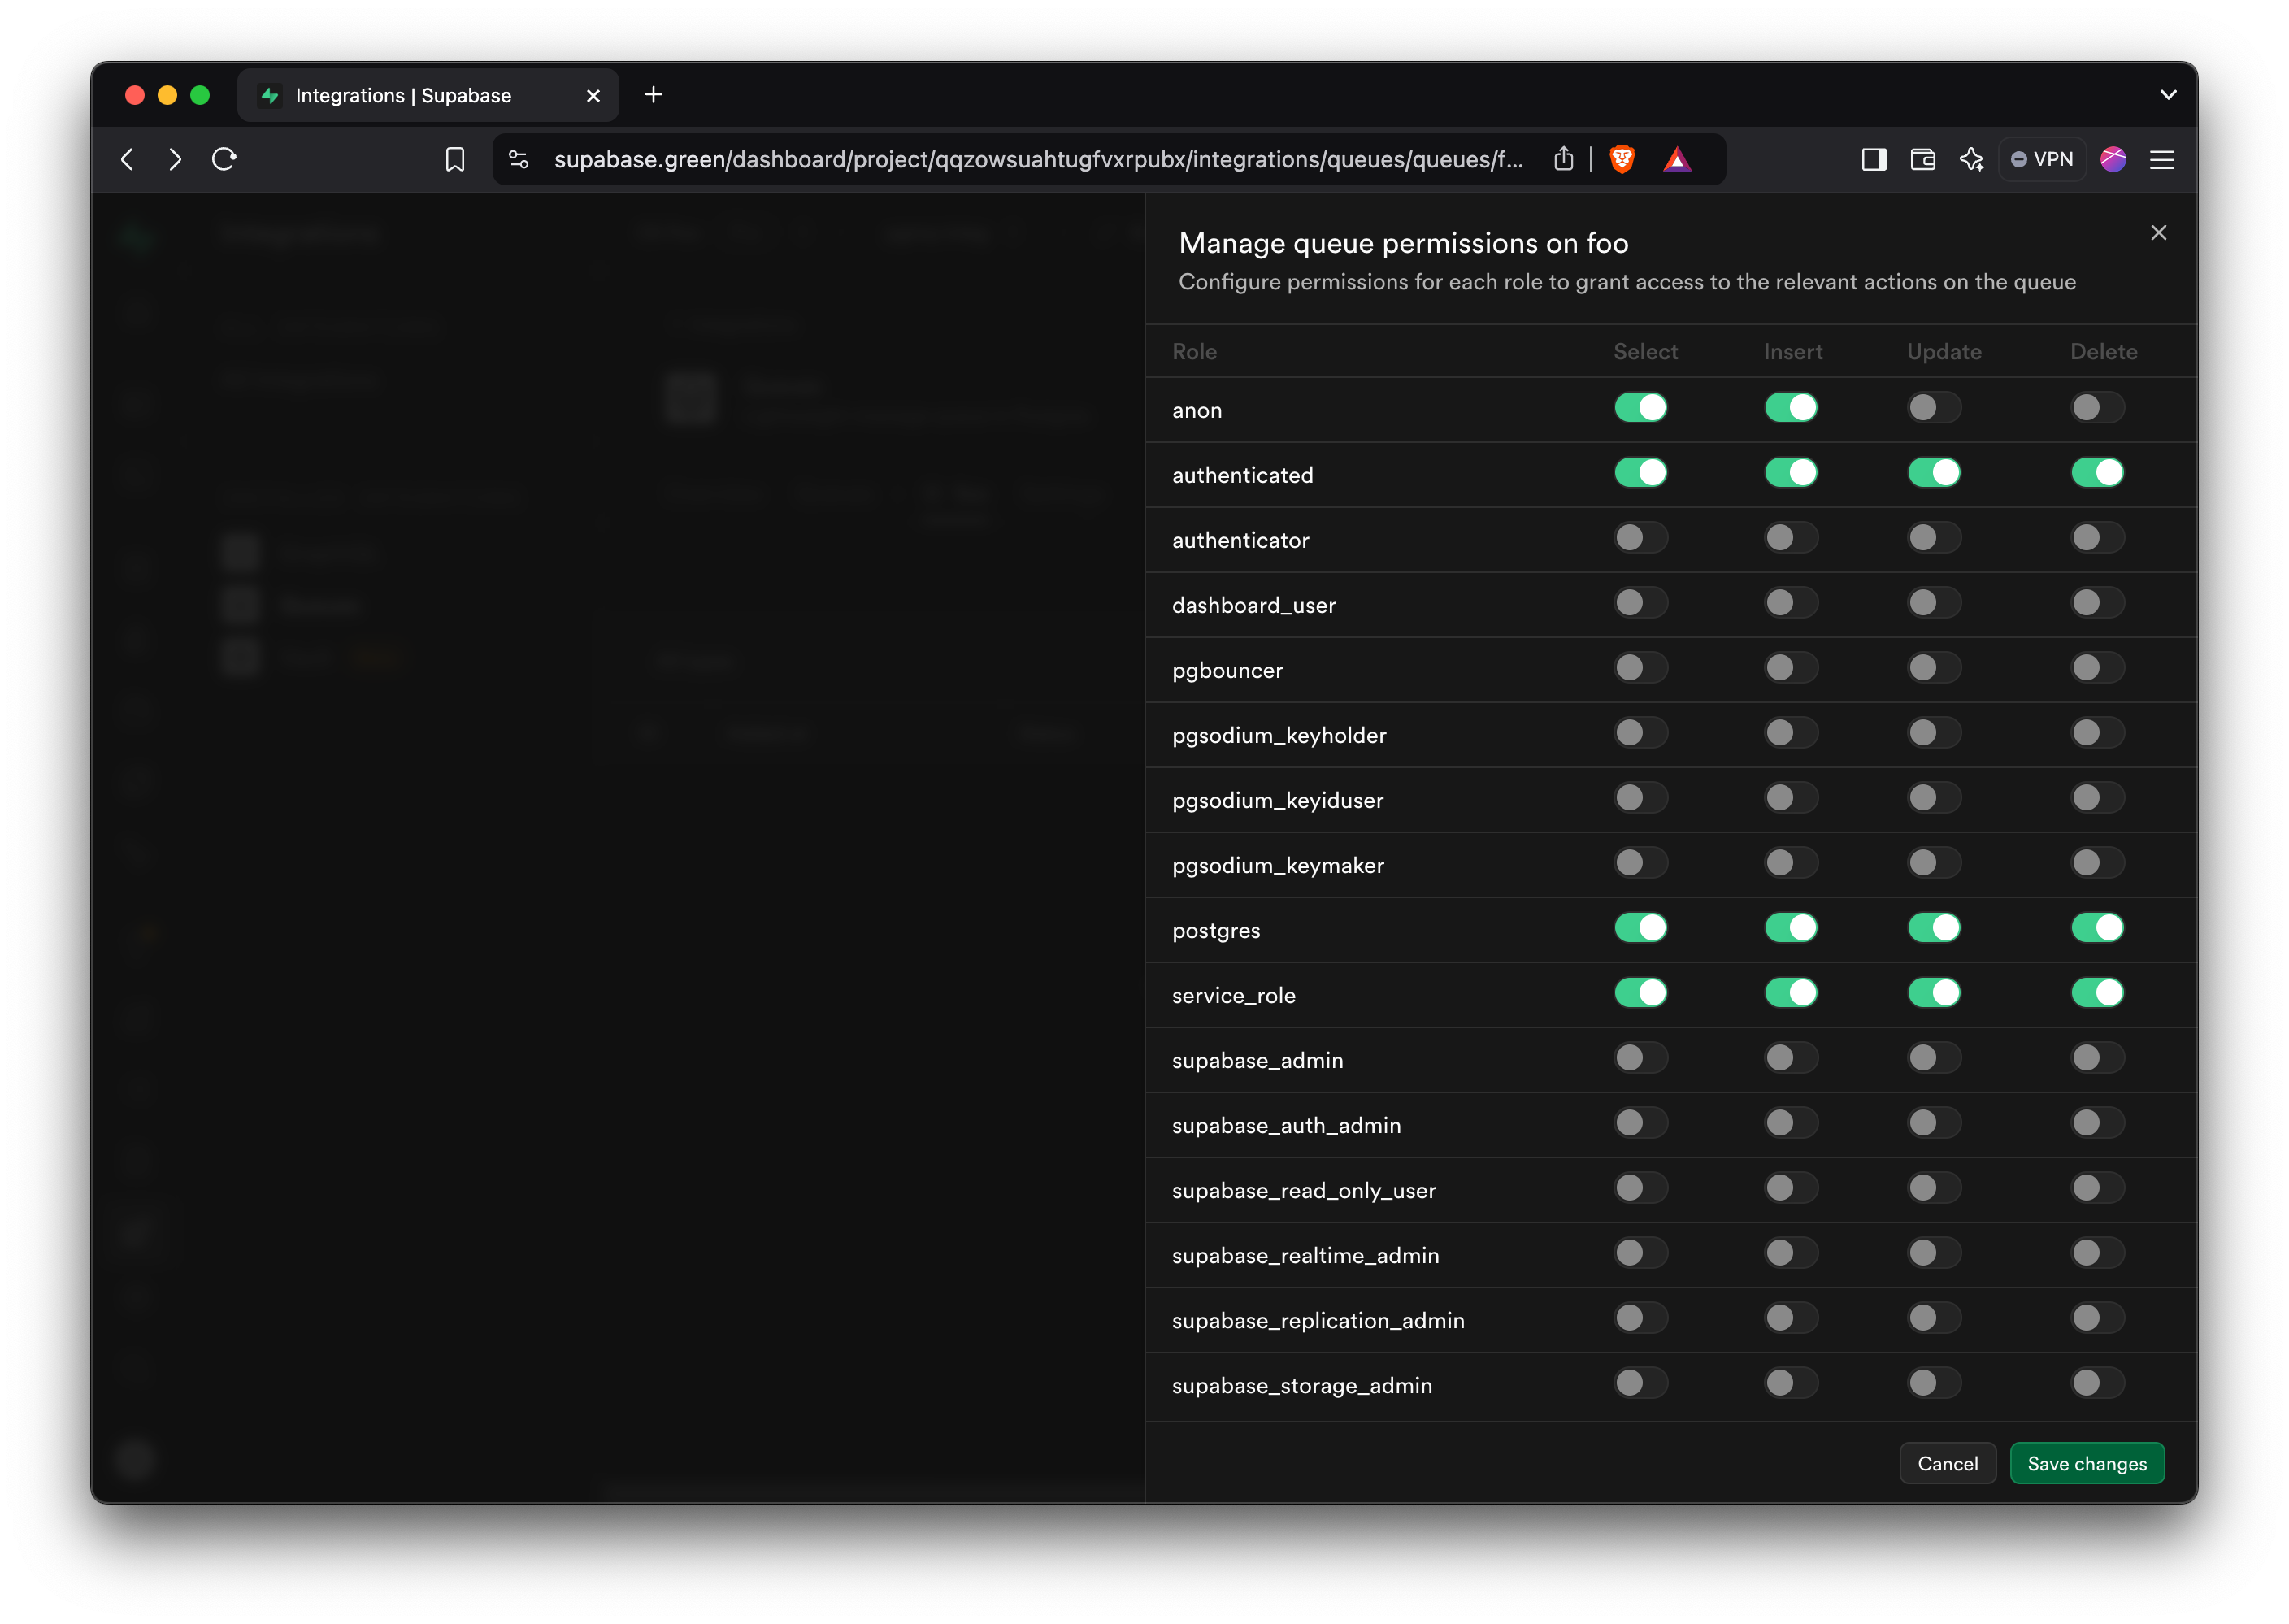 Integrations | Supabase
supabase.green/dashboard/project/qqzowsuahtugfvxrpubx/integrations/queues/queues/f...
VPN
Manage queue permissions on foo
Configure permissions for each role to grant access to the relevant actions on the queue
Role Select Insert Update Delete
anon
authenticated
authenticator
dashboard_user
pgbouncer
pgsodium_keyholder
pgsodium_keyiduser
pgsodium_keymaker
postgres
service_role
supabase_admin
supabase_auth_admin
supabase_read_only_user
supabase_realtime_admin
supabase_replication_admin
supabase_storage_admin
Cancel Save changes